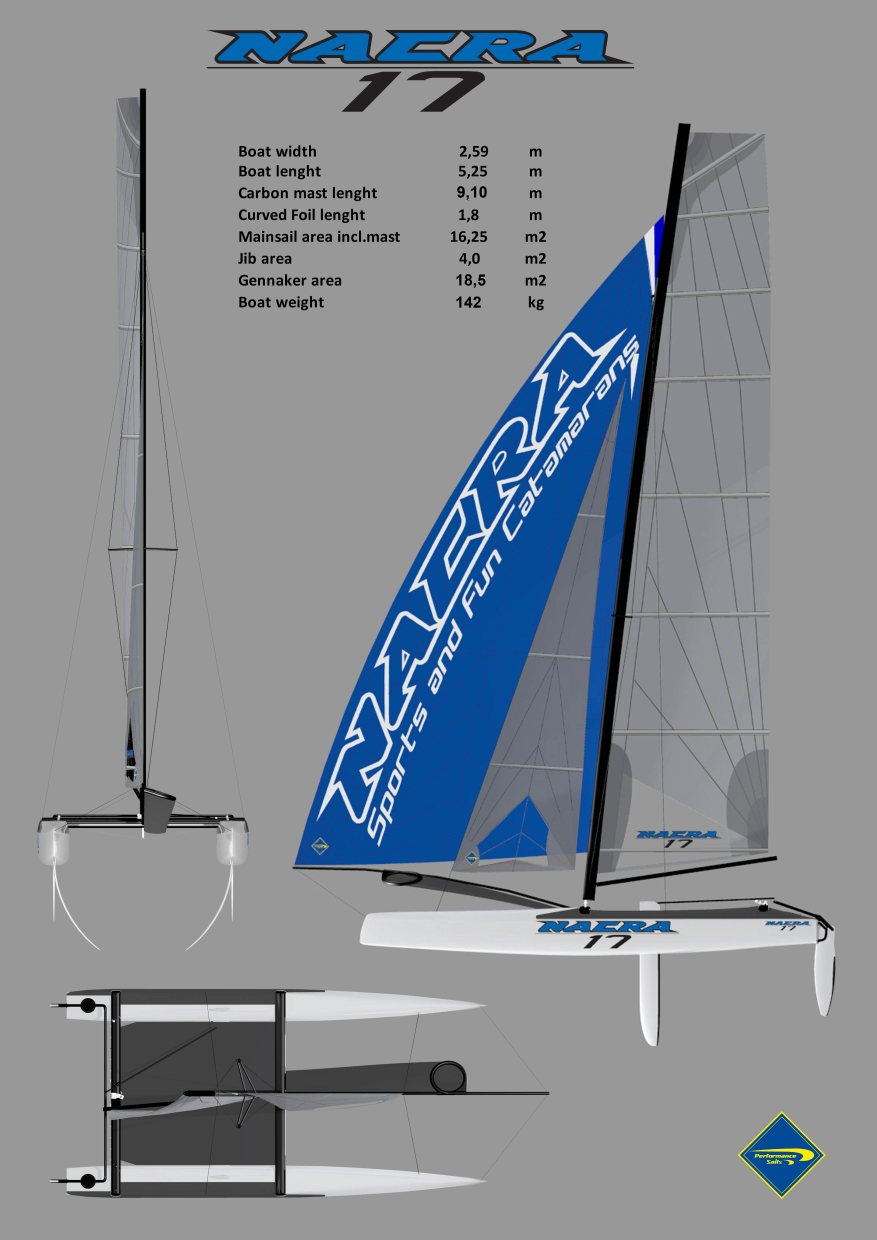 NACRA
17
Boat width 2,59 m
Boat lenght 5,25 m
Carbon mast lenght 9,10 m
Curved Foil lenght 1,8 m
Mainsail area incl.mast 16,25 m2
Jib area 4,0 m2
Gennaker area 18,5 m2
Boat weight 142 kg
NACRA
Sports and Fun Catamarans
NACRA
17
NACRA
17
NACRA
17
Performance
Sails